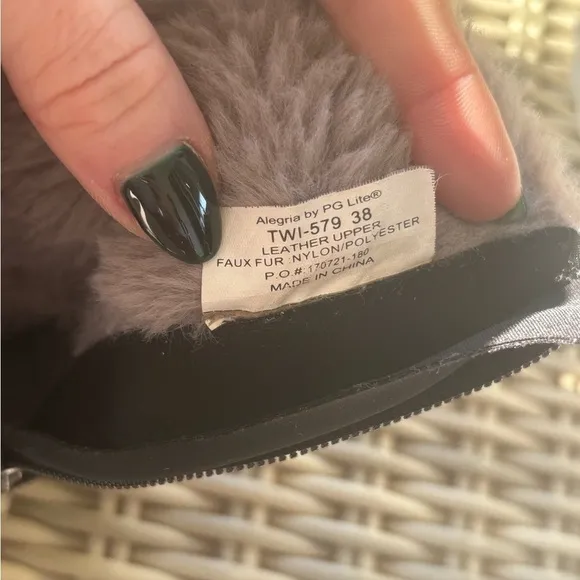 Alegria by PG Lite®
TWI-579 38
LEATHER UPPER
FAUX FUR :NYLON/POLYESTER
P.O.#: 170721-180
MADE IN CHINA